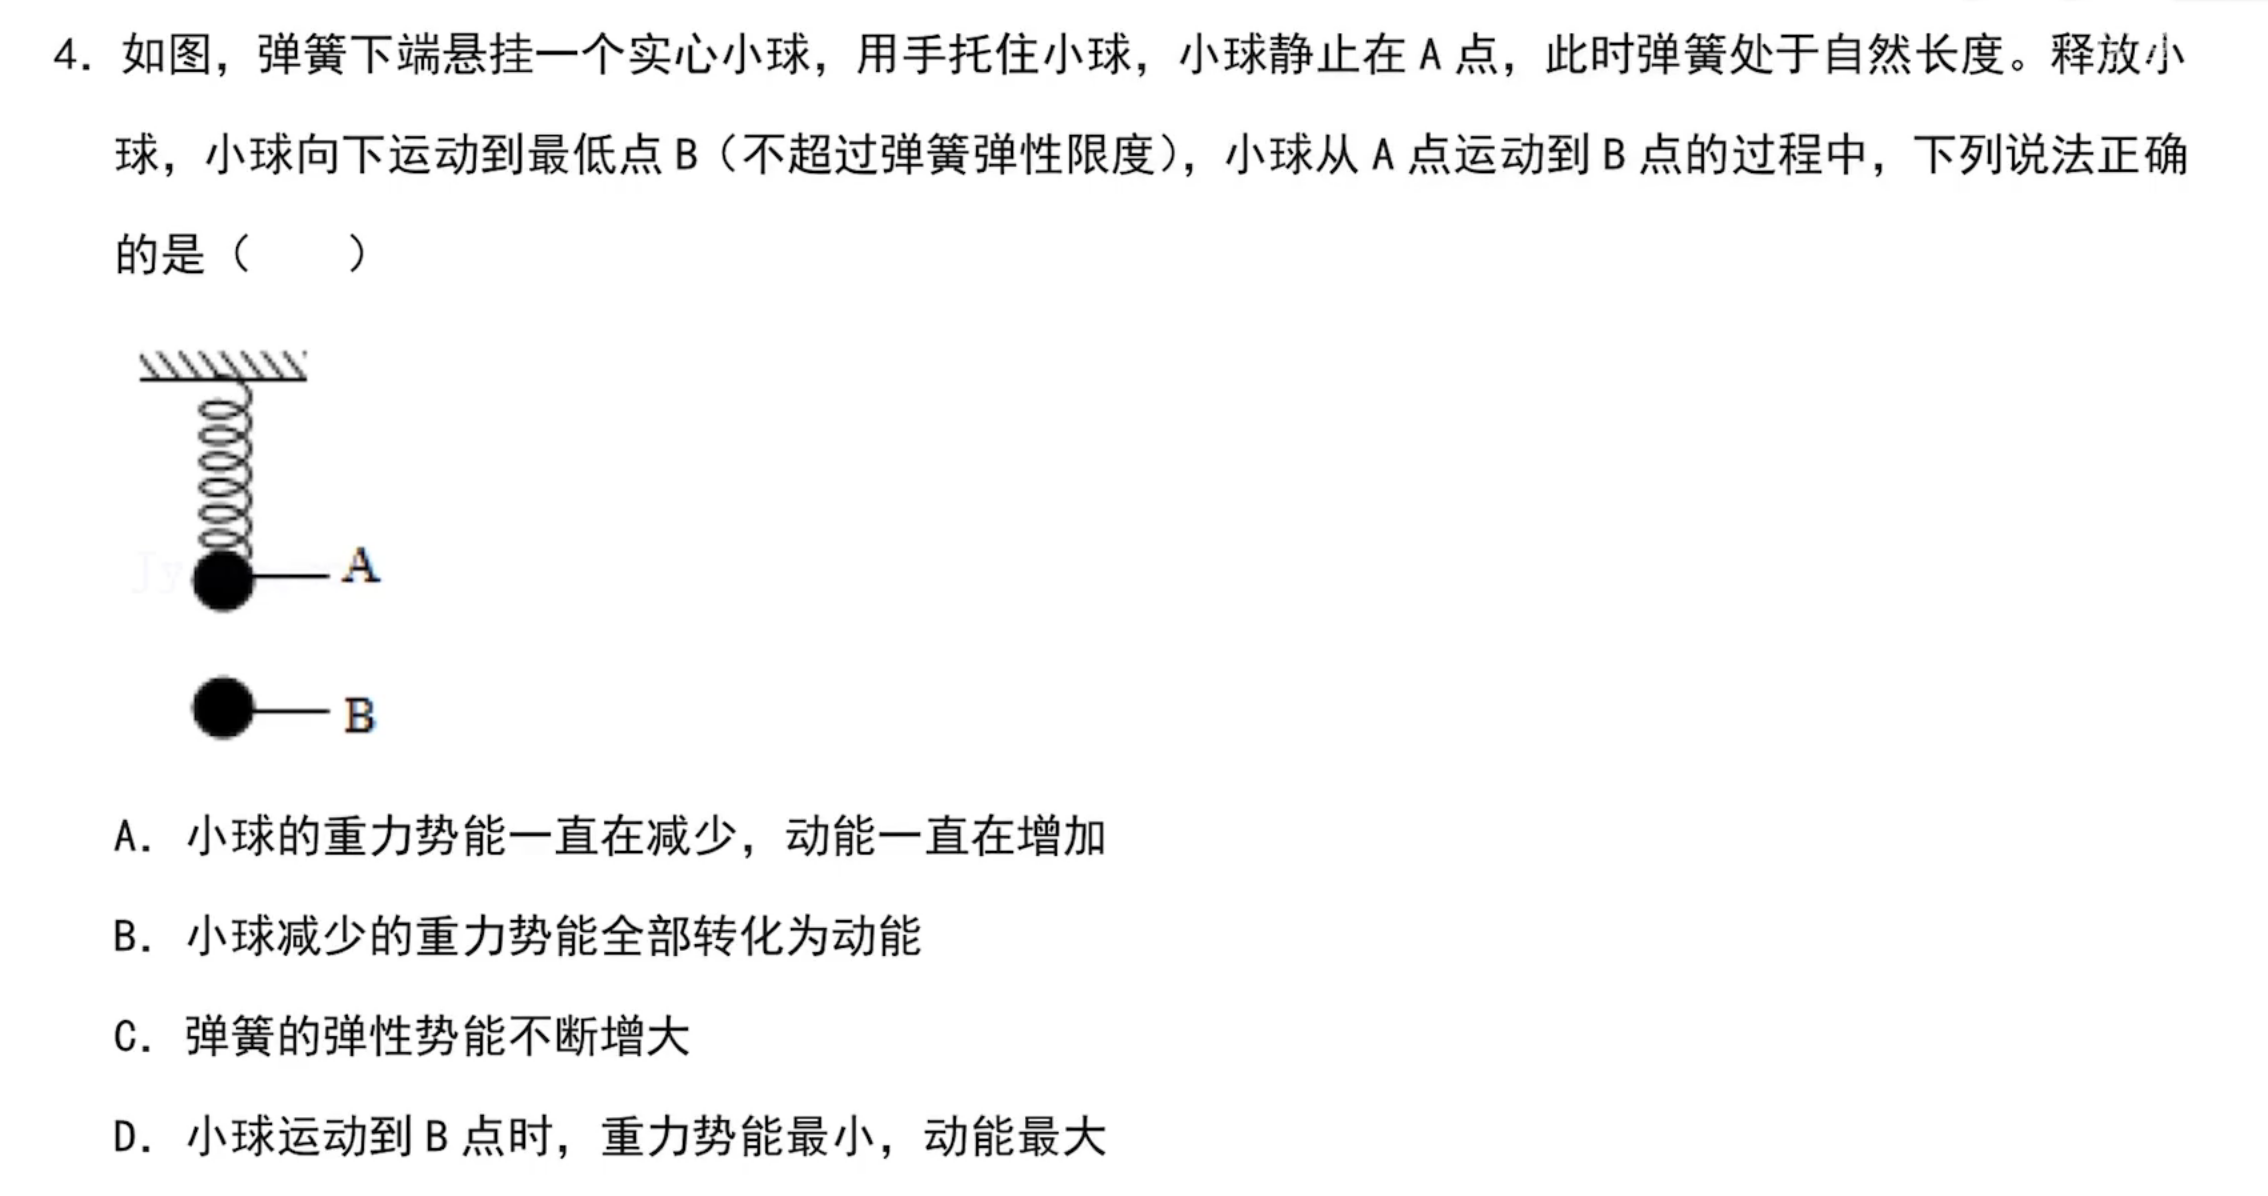 4. 如图，弹簧下端悬挂一个实心小球，用手托住小球，小球静止在 A 点，此时弹簧处于自然长度。释放小
球，小球向下运动到最低点 B（不超过弹簧弹性限度），小球从 A 点运动到 B 点的过程中，下列说法正确
的是（　　）
A
B
A. 小球的重力势能一直在减少，动能一直在增加
B. 小球减少的重力势能全部转化为动能
C. 弹簧的弹性势能不断增大
D. 小球运动到 B 点时，重力势能最小，动能最大